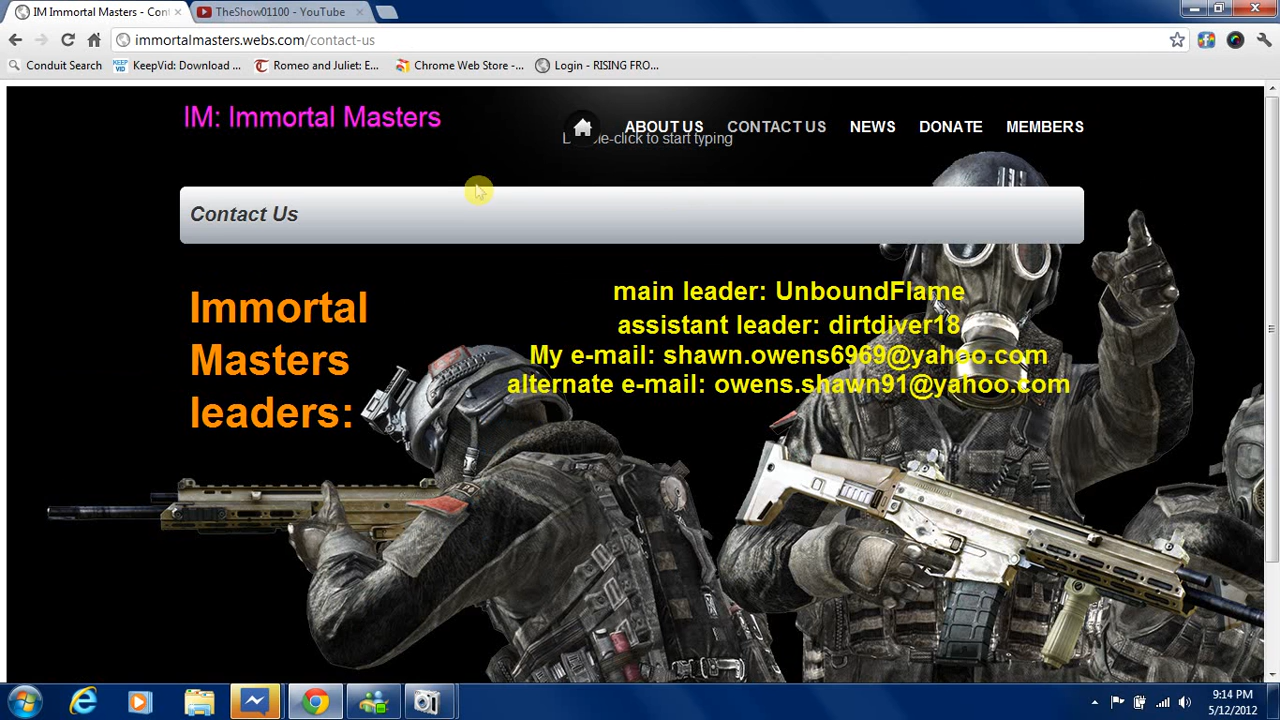 IM Immortal Masters - Con
TheShow01100 - YouTube
immortalmasters.webs.com/contact-us
Conduit Search
KEEP VID
KeepVid: Download ...
Romeo and Juliet: E...
Chrome Web Store -...
Login - RISING FRO...
IM: Immortal Masters
ABOUT US CONTACT US NEWS DONATE MEMBERS
-click to start typing
Contact Us
Immortal
Masters
leaders:
main leader: UnboundFlame
assistant leader: dirtdiver18
My e-mail: shawn.owens6969@yahoo.com
alternate e-mail: owens.shawn91@yahoo.com
9:14 PM
5/12/2012